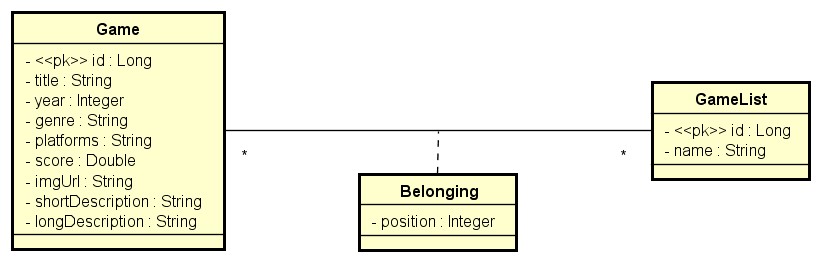 Game
- <<pk>> id : Long
- title : String
- year : Integer
- genre : String
- platforms : String
- score : Double
- imgUrl : String
- shortDescription : String
- longDescription : String
*
*
Belonging
- position : Integer
GameList
- <<pk>> id : Long
- name : String